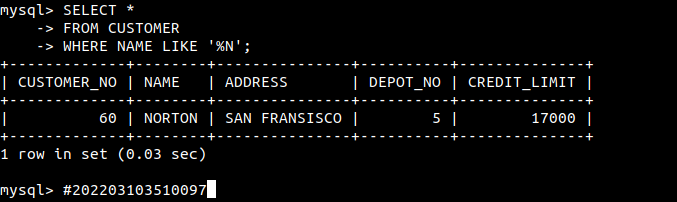 mysql> SELECT *
    -> FROM CUSTOMER
    -> WHERE NAME LIKE '%N';
+-------------+--------+---------------+----------+--------------+
| CUSTOMER_NO | NAME   | ADDRESS       | DEPOT_NO | CREDIT_LIMIT |
+-------------+--------+---------------+----------+--------------+
|          60 | NORTON | SAN FRANSISCO |        5 |        17000 |
+-------------+--------+---------------+----------+--------------+
1 row in set (0.03 sec)
mysql> #202203103510097